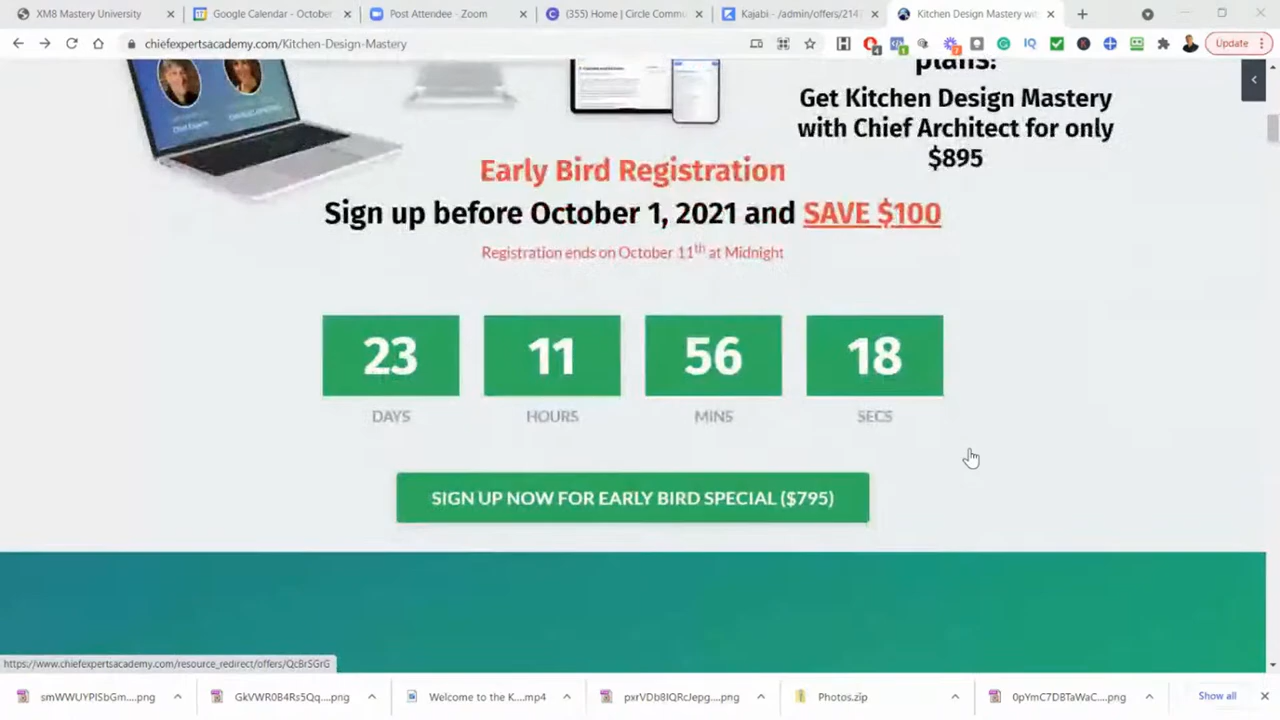 XM8 Mastery University
Google Calendar - October
Post Attendee - Zoom
(355) Home | Circle Commu
Kajabi - /admin/offers/214
Kitchen Design Mastery wit
chiefexpertsacademy.com/Kitchen-Design-Mastery
Update
plans!
Get Kitchen Design Mastery
with Chief Architect for only
$895
Early Bird Registration
Sign up before October 1, 2021 and SAVE $100
Registration ends on October 11th at Midnight
23 11 56 18
DAYS HOURS MINS SECS
SIGN UP NOW FOR EARLY BIRD SPECIAL ($795)
https://www.chiefexpertsacademy.com/resource_redirect/offers/QcBrSGrG
smWWUYPISbGm....png
GkVWR0B4Rs5Qq....png
Welcome to the K....mp4
pxrVDb8IQRcJepg....png
Photos.zip
0pYmC7DBTaWaC....png
Show all